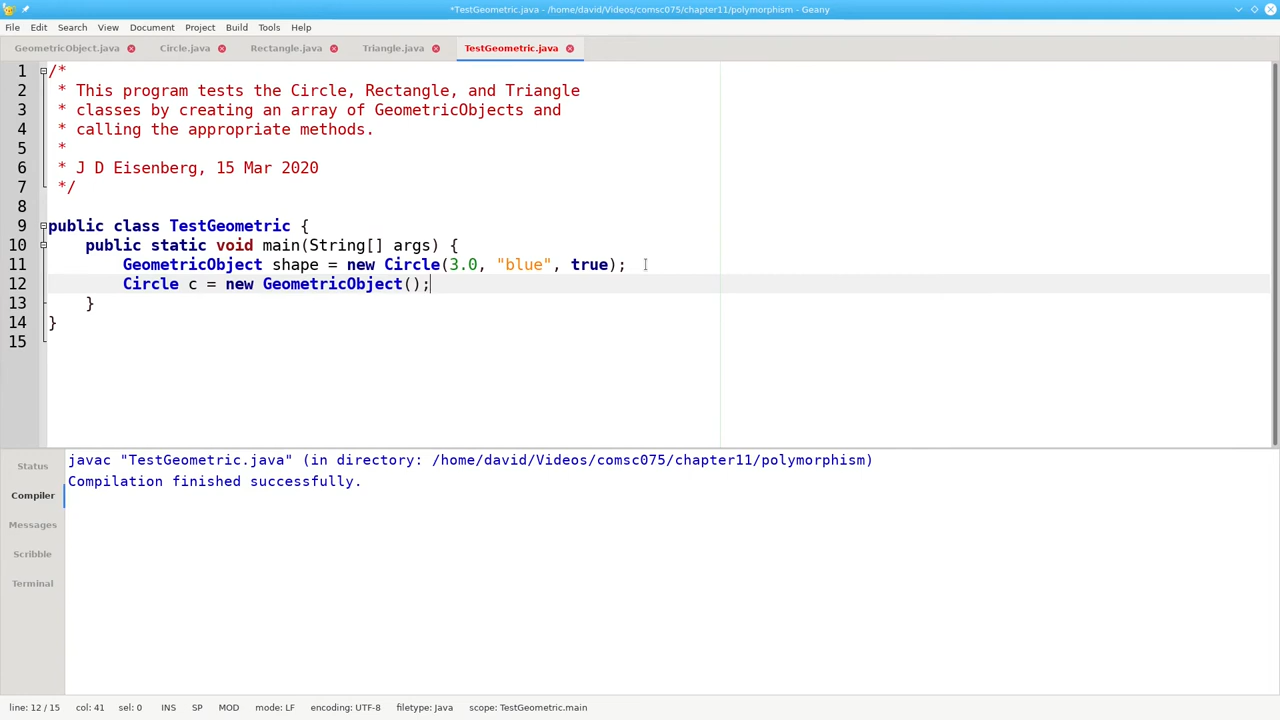 *TestGeometric.java - /home/david/Videos/comsc075/chapter11/polymorphism - Geany
File Edit Search View Document Project Build Tools Help
GeometricObject.java Circle.java Rectangle.java Triangle.java TestGeometric.java
1 /*
2 * This program tests the Circle, Rectangle, and Triangle
3 * classes by creating an array of GeometricObjects and
4 * calling the appropriate methods.
5 *
6 * J D Eisenberg, 15 Mar 2020
7 */
8
9 public class TestGeometric {
10 public static void main(String[] args) {
11 GeometricObject shape = new Circle(3.0, "blue", true);
12 Circle c = new GeometricObject();
13 }
14 }
15
Status
Compiler
Messages
Scribble
Terminal
javac "TestGeometric.java" (in directory: /home/david/Videos/comsc075/chapter11/polymorphism)
Compilation finished successfully.
line: 12 / 15 col: 41 sel: 0 INS SP MOD mode: LF encoding: UTF-8 filetype: Java scope: TestGeometric.main